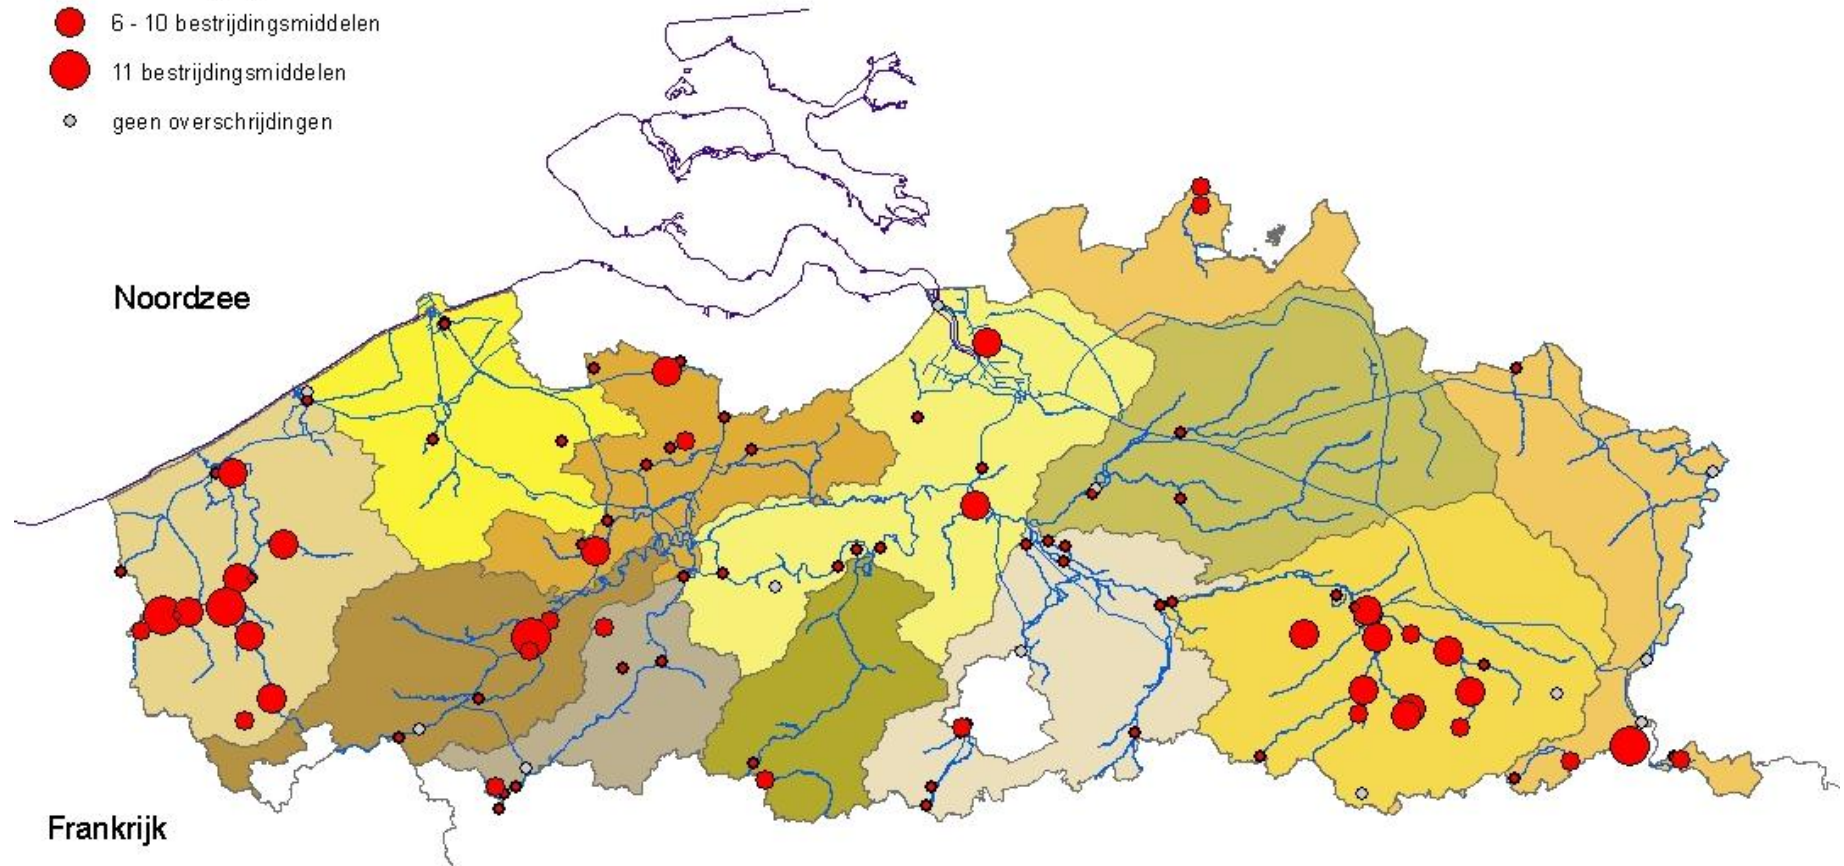 6 - 10 bestrijdingsmiddelen
11 bestrijdingsmiddelen
geen overschrijdingen
Noordzee
Frankrijk